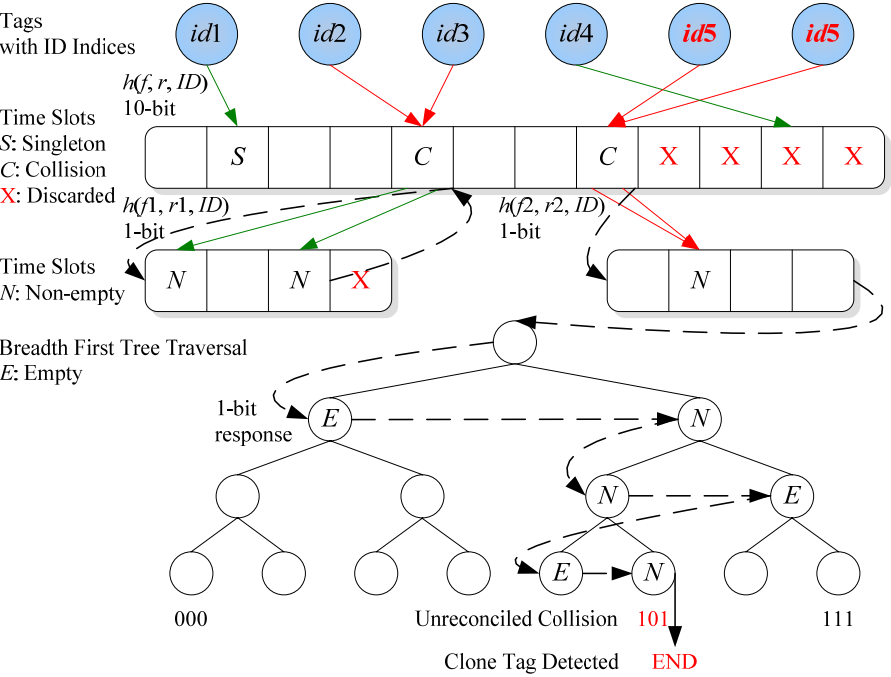 Tags
with ID Indices
id1 id2 id3 id4 id5 id5
h(f, r, ID)
10-bit
Time Slots
S: Singleton
C: Collision
X: Discarded
S C C X X X X
h(f1, r1, ID)
1-bit
h(f2, r2, ID)
1-bit
Time Slots
N: Non-empty
N N X N
Breadth First Tree Traversal
E: Empty
1-bit
response
E N
N E
E N
000 Unreconciled Collision 101 111
Clone Tag Detected END